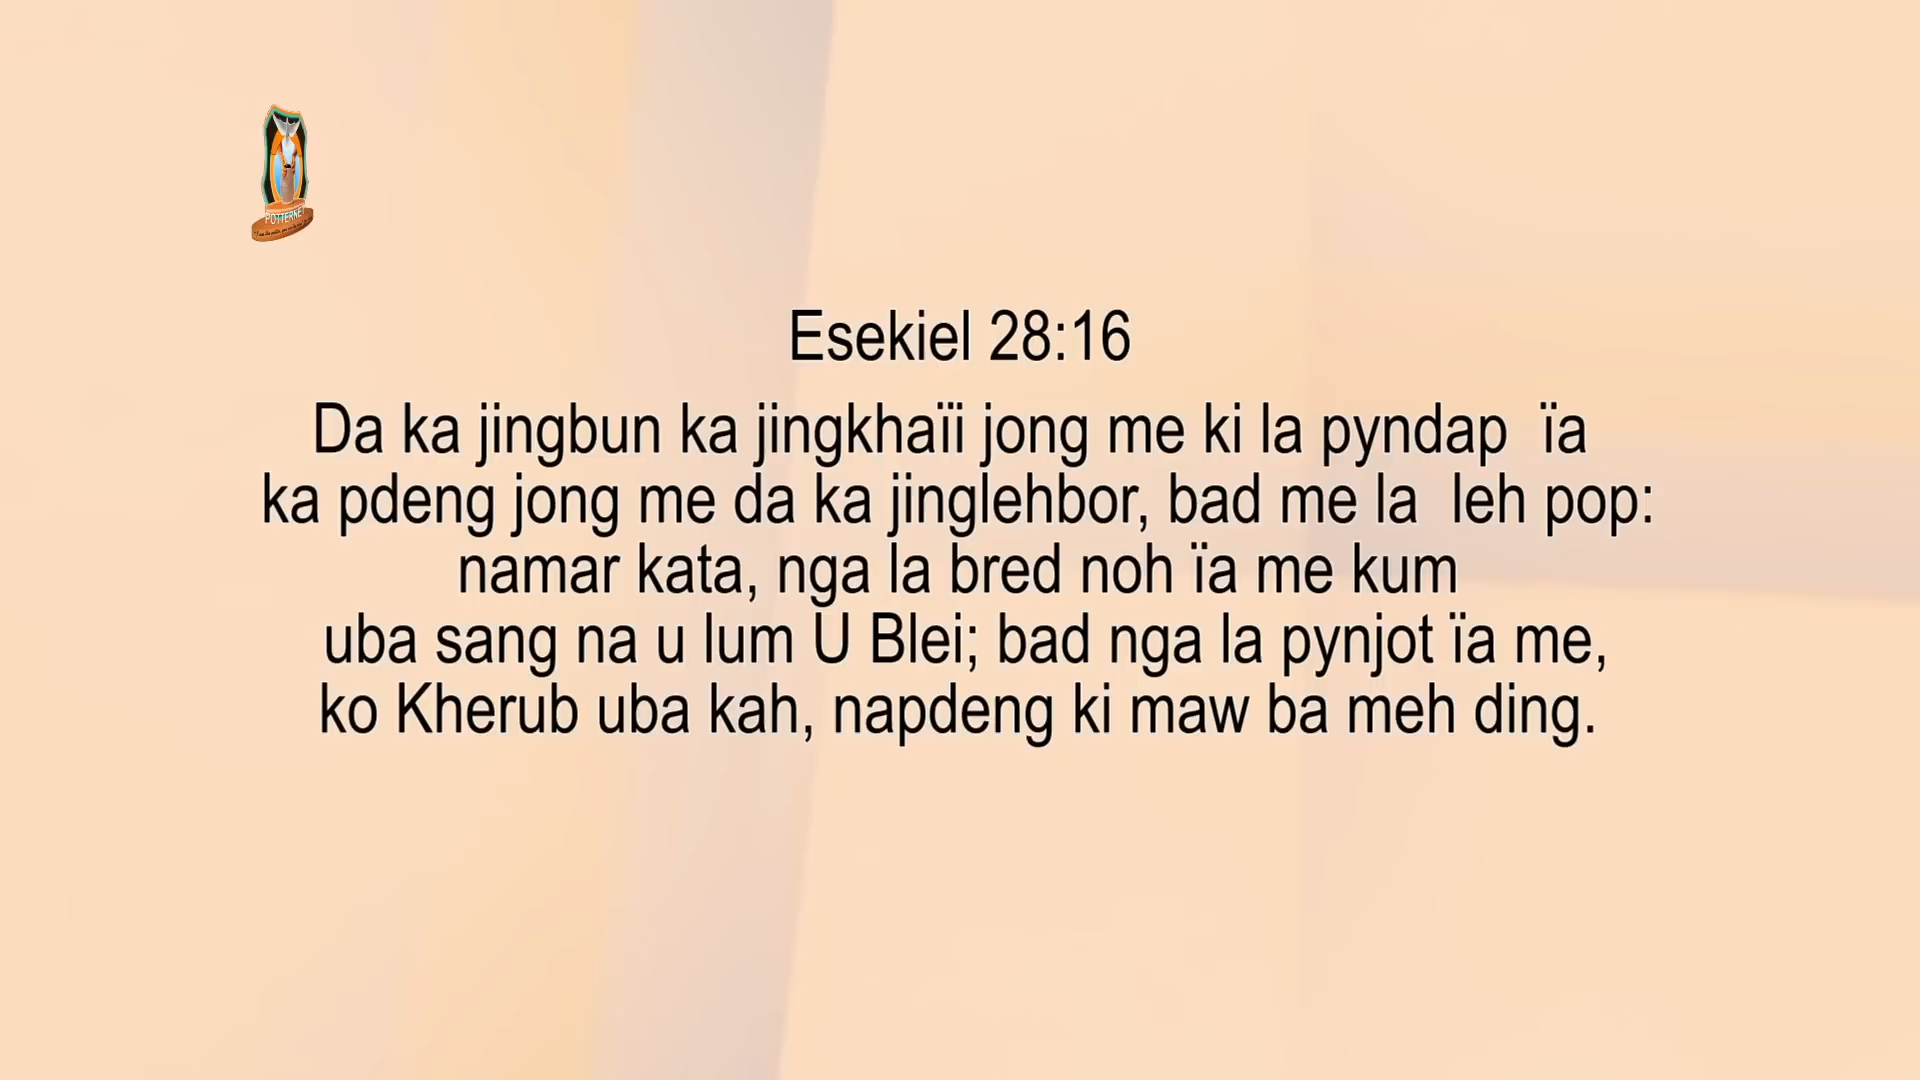 POTTERNET
Esekiel 28:16
Da ka jingbun ka jingkhaïi jong me ki la pyndap ïa
ka pdeng jong me da ka jinglehbor, bad me la leh pop:
namar kata, nga la bred noh ïa me kum
uba sang na u lum U Blei; bad nga la pynjot ïa me,
ko Kherub uba kah, napdeng ki maw ba meh ding.